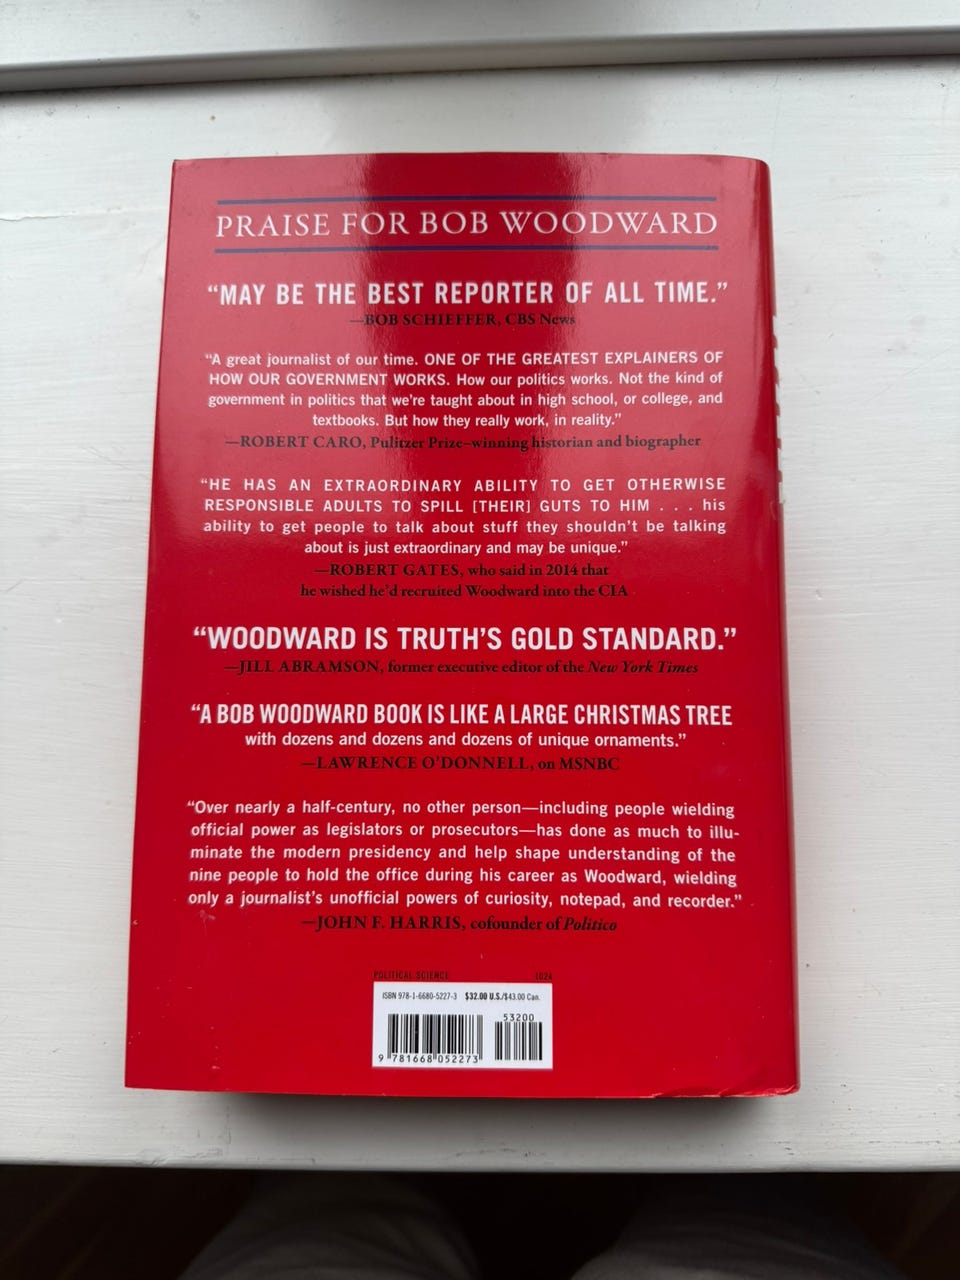 PRAISE FOR BOB WOODWARD
“MAY BE THE BEST REPORTER OF ALL TIME.”
—BOB SCHIEFFER, CBS News
“A great journalist of our time. ONE OF THE GREATEST EXPLAINERS OF
HOW OUR GOVERNMENT WORKS. How our politics works. Not the kind of
government in politics that we’re taught about in high school, or college, and
textbooks. But how they really work, in reality.”
—ROBERT CARO, Pulitzer Prize–winning historian and biographer
“HE HAS AN EXTRAORDINARY ABILITY TO GET OTHERWISE
RESPONSIBLE ADULTS TO SPILL [THEIR] GUTS TO HIM . . . his
ability to get people to talk about stuff they shouldn’t be talking
about is just extraordinary and may be unique.”
—ROBERT GATES, who said in 2014 that
he wished he’d recruited Woodward into the CIA
“WOODWARD IS TRUTH’S GOLD STANDARD.”
—JILL ABRAMSON, former executive editor of the New York Times
“A BOB WOODWARD BOOK IS LIKE A LARGE CHRISTMAS TREE
with dozens and dozens and dozens of unique ornaments.”
—LAWRENCE O’DONNELL, on MSNBC
“Over nearly a half-century, no other person—including people wielding
official power as legislators or prosecutors—has done as much to illu-
minate the modern presidency and help shape understanding of the
nine people to hold the office during his career as Woodward, wielding
only a journalist’s unofficial powers of curiosity, notepad, and recorder.”
—JOHN F. HARRIS, cofounder of Politico
POLITICAL SCIENCE 1024
ISBN 978-1-6680-5227-3 $32.00 U.S./$43.00 Can.
53200
9 781668 052273